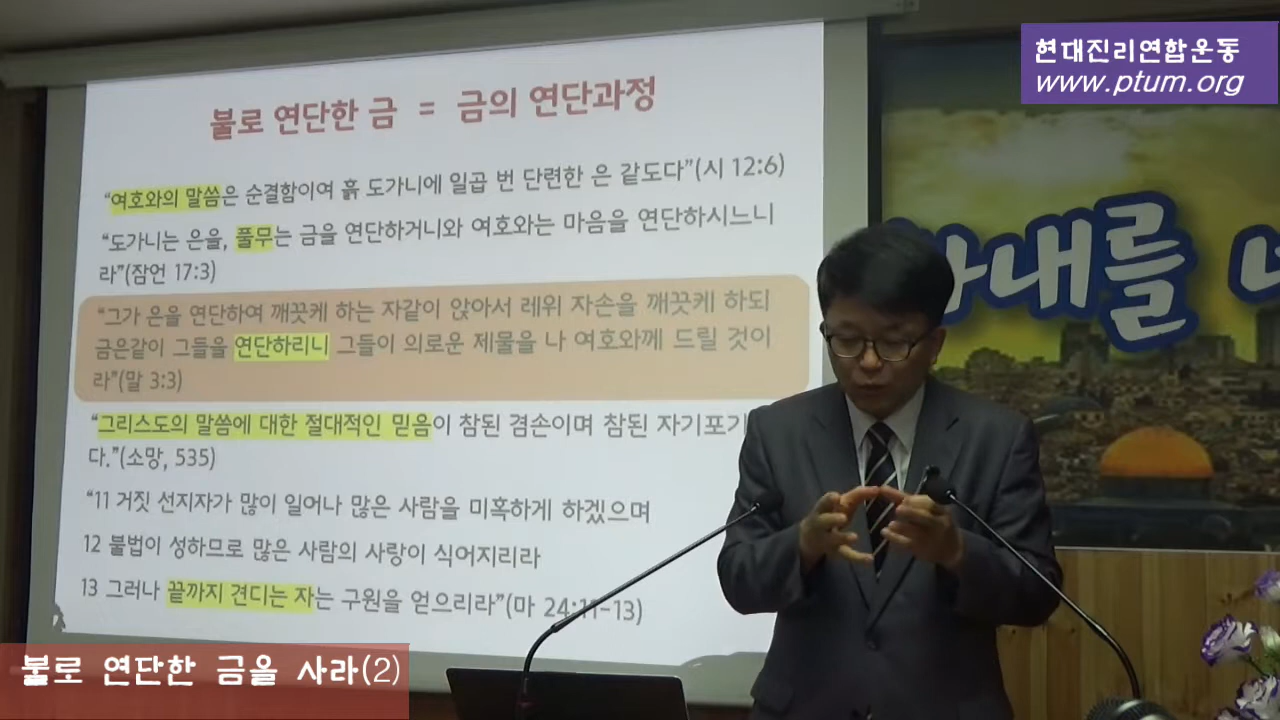 현대진리연합운동
www.ptum.org
불로 연단한 금 = 금의 연단과정
“여호와의 말씀은 순결함이여 흙 도가니에 일곱 번 단련한 은 같도다”(시 12:6)
“도가니는 은을, 풀무는 금을 연단하거니와 여호와는 마음을 연단하시느니
라”(잠언 17:3)
“그가 은을 연단하여 깨끗케 하는 자같이 앉아서 레위 자손을 깨끗케 하되
금은같이 그들을 연단하리니 그들이 의로운 제물을 나 여호와께 드릴 것이
라”(말 3:3)
“그리스도의 말씀에 대한 절대적인 믿음이 참된 겸손이며 참된 자기포기
다.”(소망, 535)
“11 거짓 선지자가 많이 일어나 많은 사람을 미혹하게 하겠으며
12 불법이 성하므로 많은 사람의 사랑이 식어지리라
13 그러나 끝까지 견디는 자는 구원을 얻으리라”(마 24:11-13)
내를
불로 연단한 금을 사라(2)